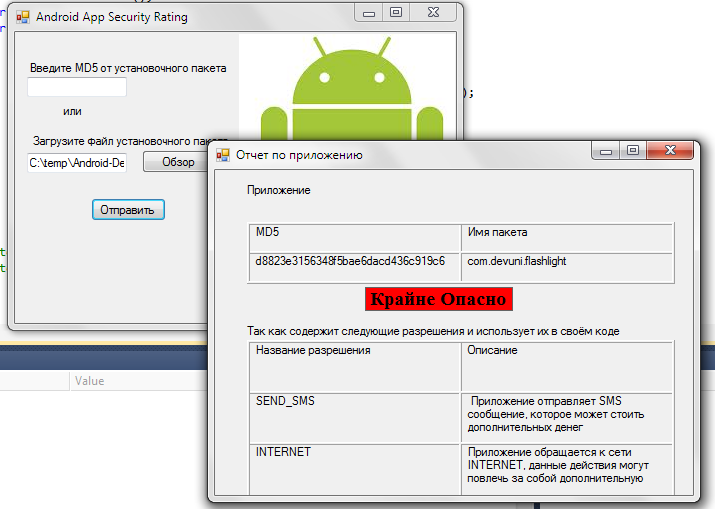 Android App Security Rating
Введите MD5 от установочного пакета
или
);
Загрузите файл установочного
C:\temp\Android-De
Обзор
Отправить
Отчет по приложению
Приложение
MD5
Имя пакета
d8823e3156348f5bae6dacd436c919c6
com.devuni.flashlight
Крайне Опасно
Так как содержит следующие разрешения и использует их в своём коде
Название разрешения
Описание
SEND_SMS
Приложение отправляет SMS
сообщение, которое может стоить
дополнительных денег
INTERNET
Приложение обращается к сети
INTERNET, данные действия могут
повлечь за собой дополнительную
Value